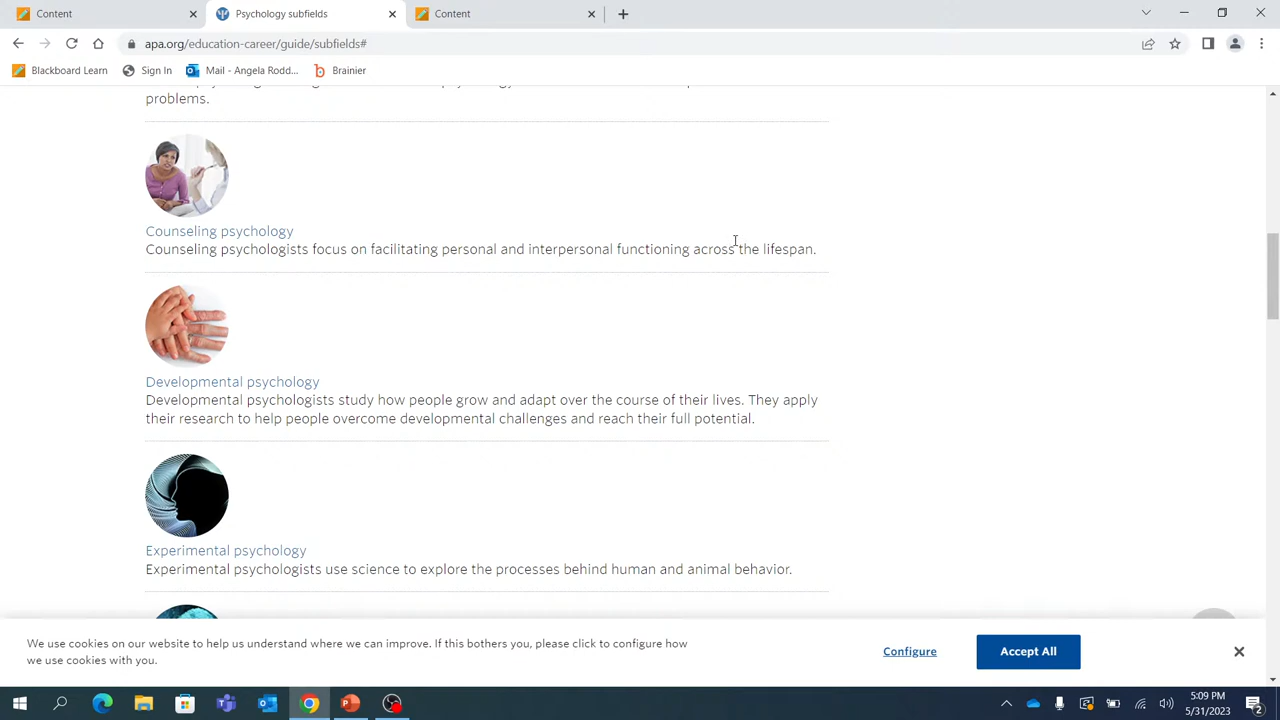 Content
Psychology subfields
Content
apa.org/education-career/guide/subfields#
Blackboard Learn
Sign In
Mail - Angela Rodd...
Brainier
problems.
Counseling psychology
Counseling psychologists focus on facilitating personal and interpersonal functioning across the lifespan.
Developmental psychology
Developmental psychologists study how people grow and adapt over the course of their lives. They apply
their research to help people overcome developmental challenges and reach their full potential.
Experimental psychology
Experimental psychologists use science to explore the processes behind human and animal behavior.
We use cookies on our website to help us understand where we can improve. If this bothers you, please click to configure how
we use cookies with you.
Configure
Accept All
5:09 PM
5/31/2023
2